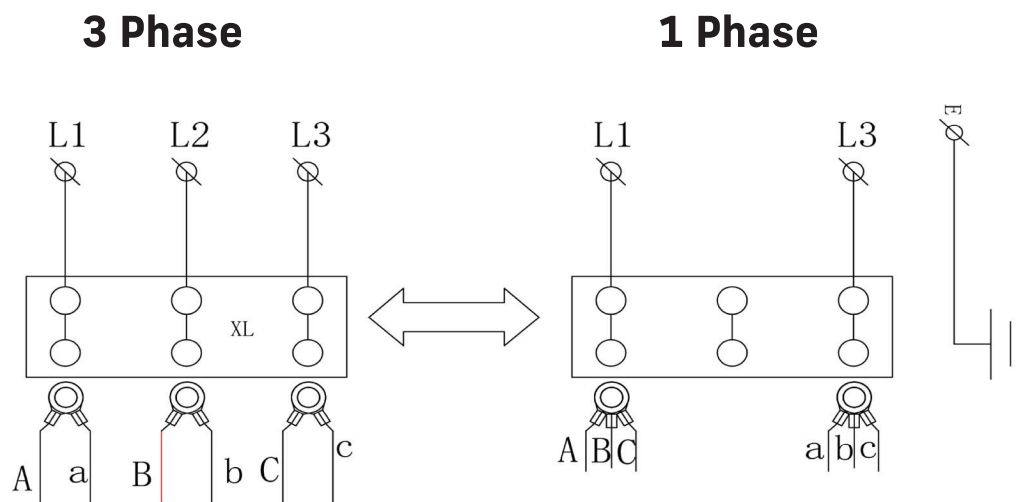 3 Phase
1 Phase
L1 L2 L3
L1 L3
E
XL
A a B b C c
A B C a b c